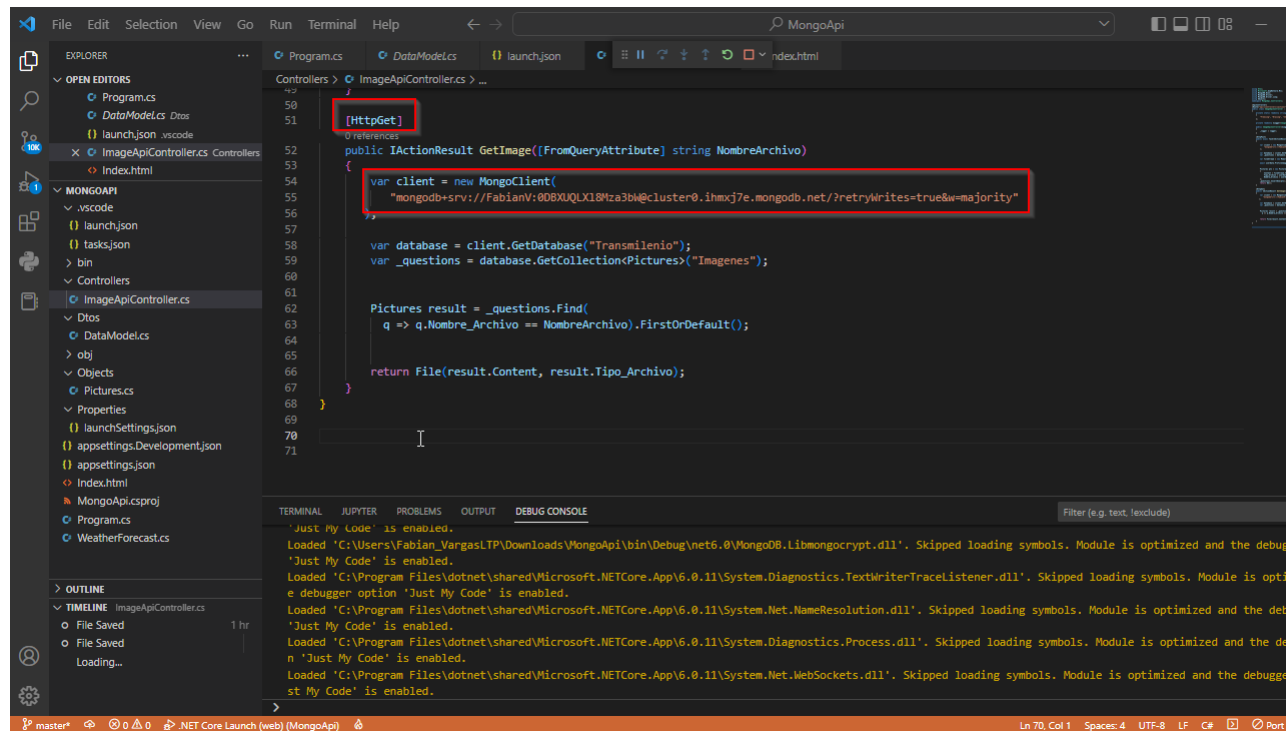 File Edit Selection View Go Run Terminal Help
MongoApi
EXPLORER
OPEN EDITORS
Program.cs
DataModel.cs Dtos
launch.json .vscode
ImageApiController.cs Controllers
Index.html
MONGOAPI
.vscode
launch.json
tasks.json
bin
Controllers
ImageApiController.cs
Dtos
DataModel.cs
obj
Objects
Pictures.cs
Properties
launchSettings.json
appsettings.Development.json
appsettings.json
Index.html
MongoApi.csproj
Program.cs
WeatherForecast.cs
OUTLINE
TIMELINE ImageApiController.cs
File Saved 1 hr
File Saved
Loading...
10K
1
Program.cs DataModel.cs launch.json ndex.html
Controllers > ImageApiController.cs > ...
49 }
50
51 [HttpGet]
0 references
52 public IActionResult GetImage([FromQueryAttribute] string NombreArchivo)
53 {
54 var client = new MongoClient(
55 "mongodb+srv://FabianV:0DBXUQLX18Mza3bW@cluster0.ihmxj7e.mongodb.net/?retryWrites=true&w=majority"
56 );
57
58 var database = client.GetDatabase("Transmilenio");
59 var _questions = database.GetCollection<Pictures>("Imagenes");
60
61
62 Pictures result = _questions.Find(
63 q => q.Nombre_Archivo == NombreArchivo).FirstOrDefault();
64
65
66 return File(result.Content, result.Tipo_Archivo);
67 }
68 }
69
70
71
TERMINAL JUPYTER PROBLEMS OUTPUT DEBUG CONSOLE
Filter (e.g. text, !exclude)
'Just My Code' is enabled.
Loaded 'C:\Users\Fabian_VargasLTP\Downloads\MongoApi\bin\Debug\net6.0\MongoDB.Libmongocrypt.dll'. Skipped loading symbols. Module is optimized and the debug
'Just My Code' is enabled.
Loaded 'C:\Program Files\dotnet\shared\Microsoft.NETCore.App\6.0.11\System.Diagnostics.TextWriterTraceListener.dll'. Skipped loading symbols. Module is opti
e debugger option 'Just My Code' is enabled.
Loaded 'C:\Program Files\dotnet\shared\Microsoft.NETCore.App\6.0.11\System.Net.NameResolution.dll'. Skipped loading symbols. Module is optimized and the deb
'Just My Code' is enabled.
Loaded 'C:\Program Files\dotnet\shared\Microsoft.NETCore.App\6.0.11\System.Diagnostics.Process.dll'. Skipped loading symbols. Module is optimized and the de
n 'Just My Code' is enabled.
Loaded 'C:\Program Files\dotnet\shared\Microsoft.NETCore.App\6.0.11\System.Net.WebSockets.dll'. Skipped loading symbols. Module is optimized and the debugge
st My Code' is enabled.
>
master* 0 0 .NET Core Launch (web) (MongoApi) Ln 70, Col 1 Spaces: 4 UTF-8 LF C# Port